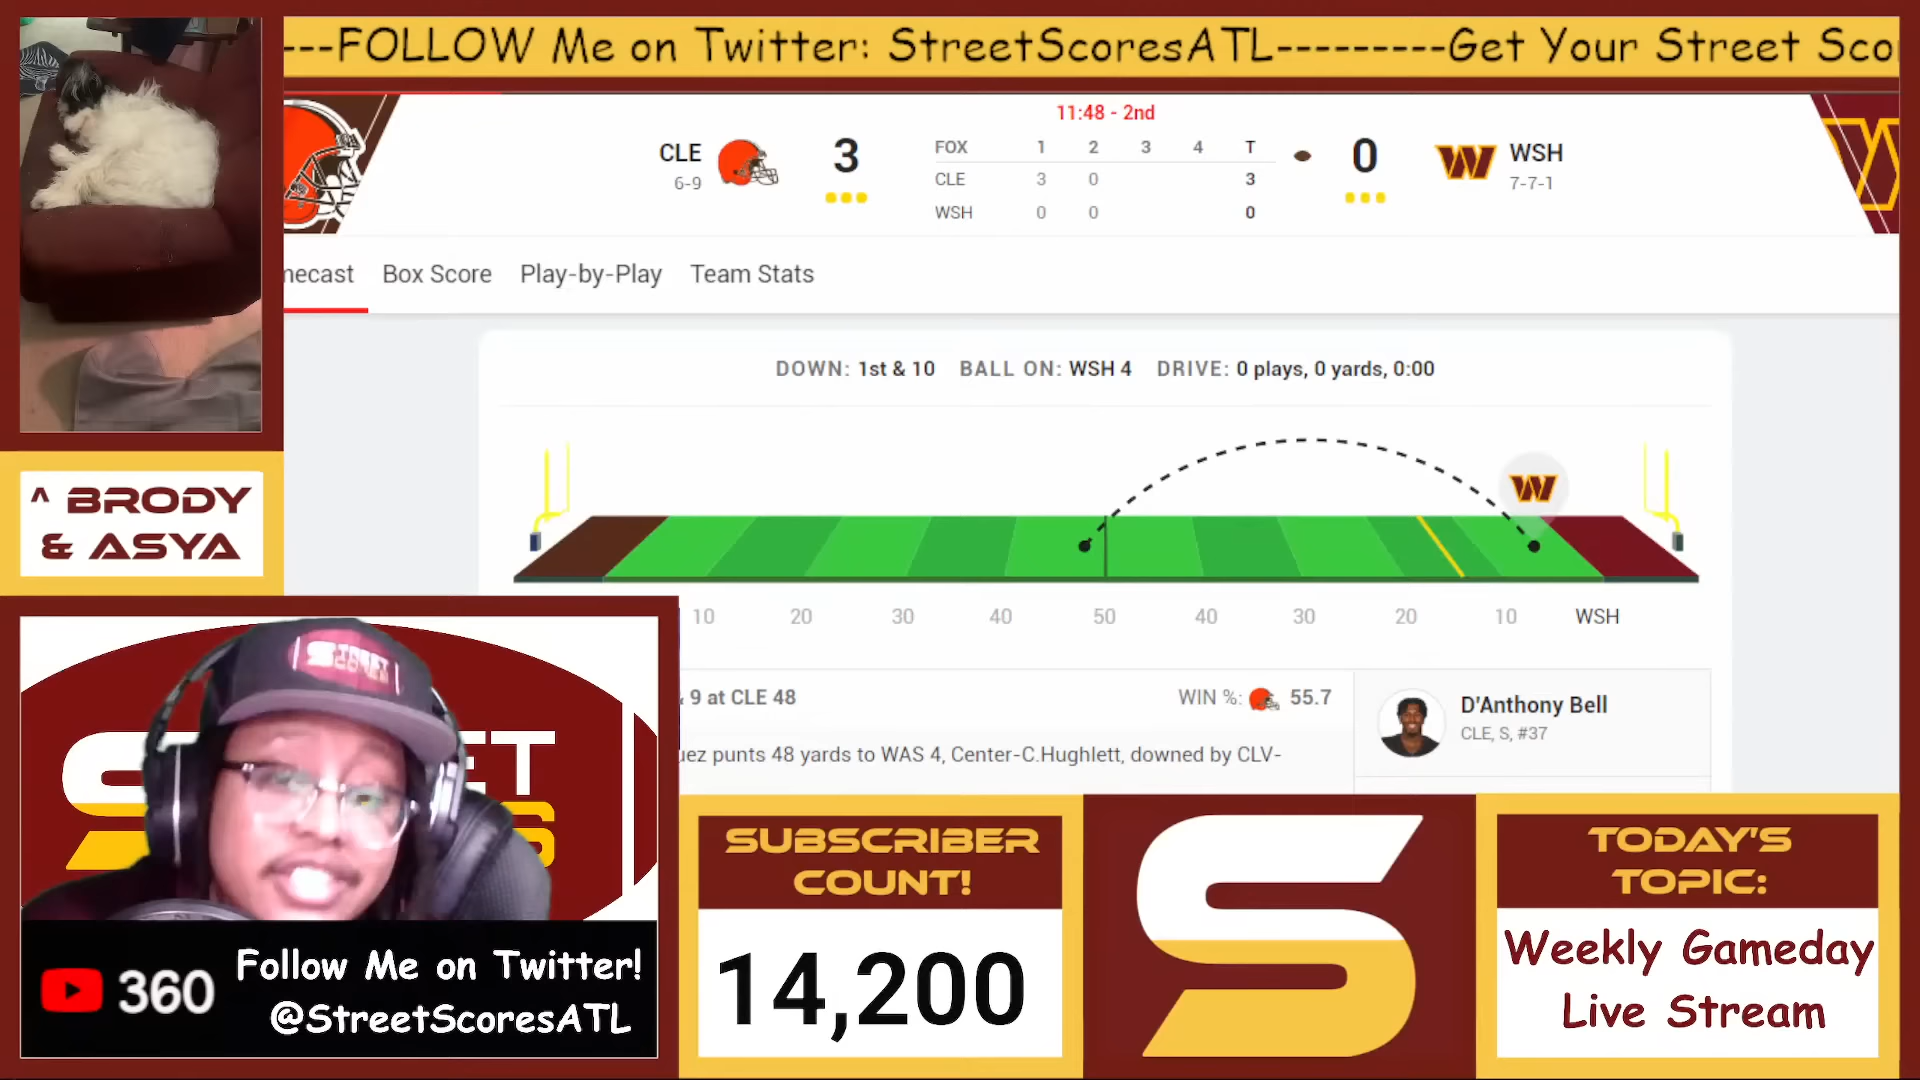 ---FOLLOW Me on Twitter: StreetScoresATL---------Get Your Street Sco
11:48 - 2nd
CLE 3 FOX 1 2 3 4 T 0 WSH
6-9 CLE 3 0 3 7-7-1
WSH 0 0 0
necast Box Score Play-by-Play Team Stats
DOWN: 1st & 10 BALL ON: WSH 4 DRIVE: 0 plays, 0 yards, 0:00
W
10 20 30 40 50 40 30 20 10 WSH
& 9 at CLE 48 WIN %: 55.7
uez punts 48 yards to WAS 4, Center-C.Hughlett, downed by CLV-
D'Anthony Bell
CLE, S, #37
^ BRODY
& ASYA
STREET
360
Follow Me on Twitter!
@StreetScoresATL
SUBSCRIBER
COUNT!
14,200
S
TODAY'S
TOPIC:
Weekly Gameday
Live Stream